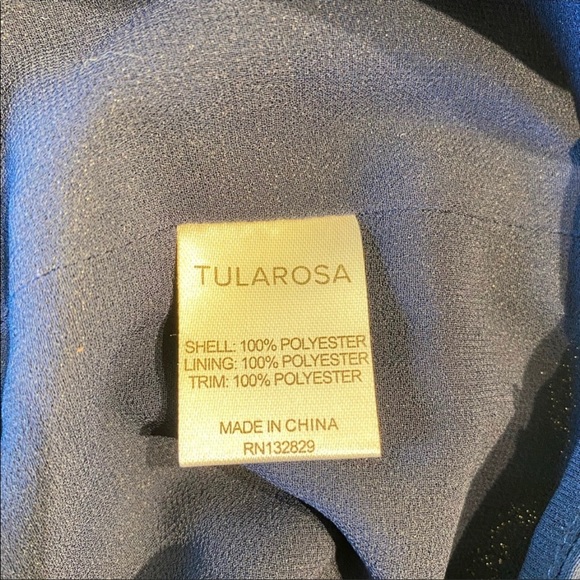 TULAROSA
SHELL: 100% POLYESTER
LINING: 100% POLYESTER
TRIM: 100% POLYESTER
MADE IN CHINA
RN132829